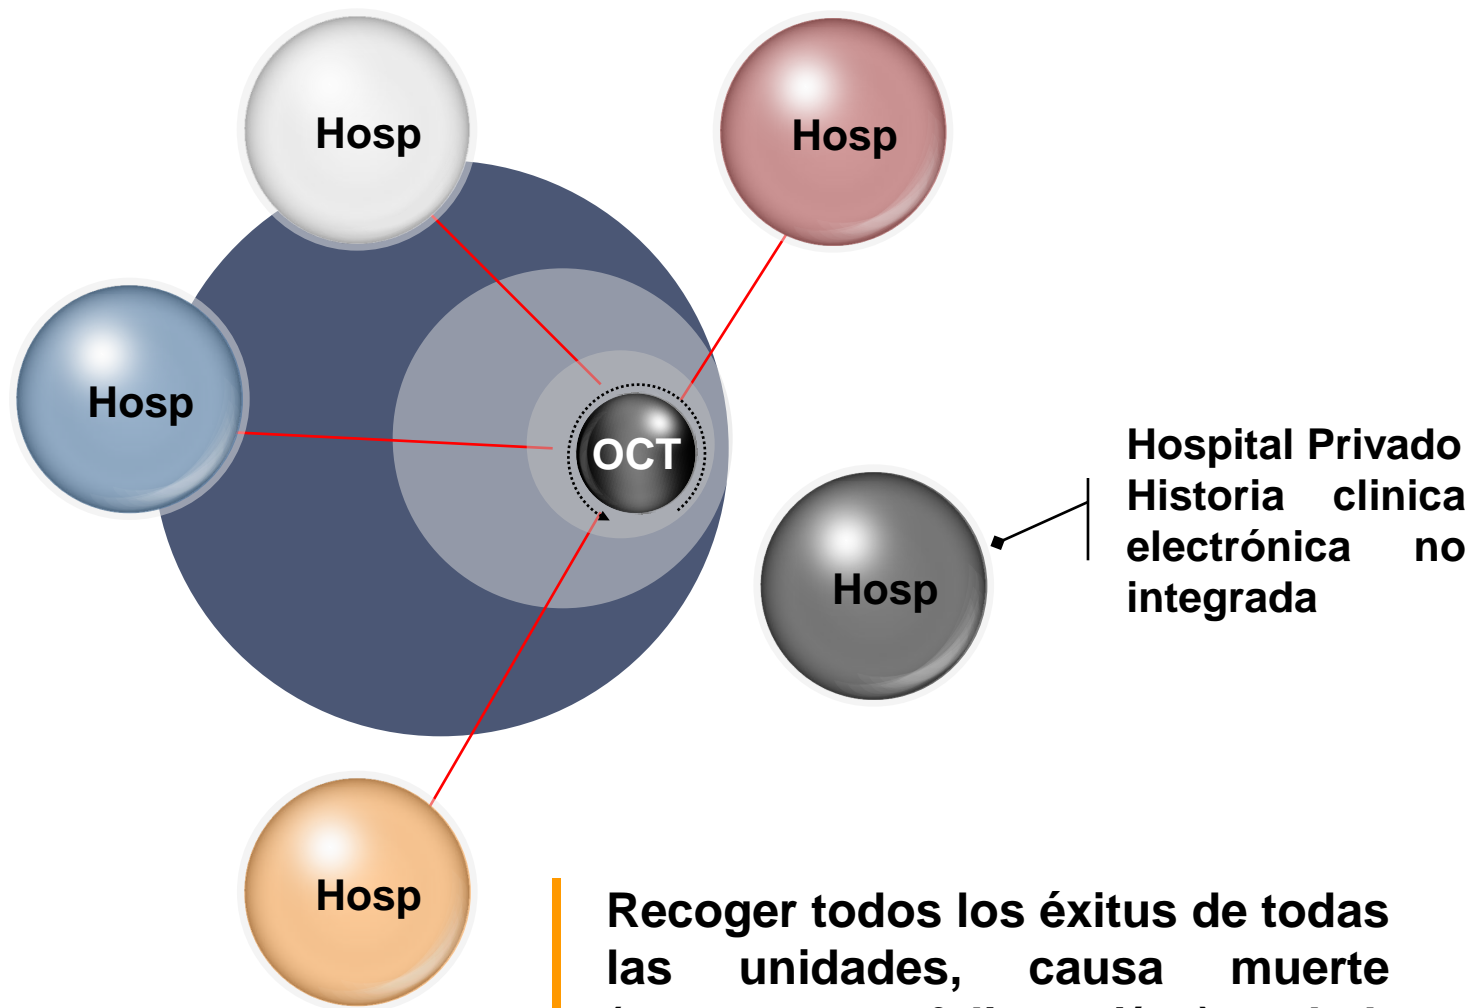 Hosp
Hosp
Hosp
OCT
Hosp
Hospital Privado
Historia clinica
electrónica no
integrada
Hosp
Recoger todos los éxitus de todas
las unidades, causa muerte